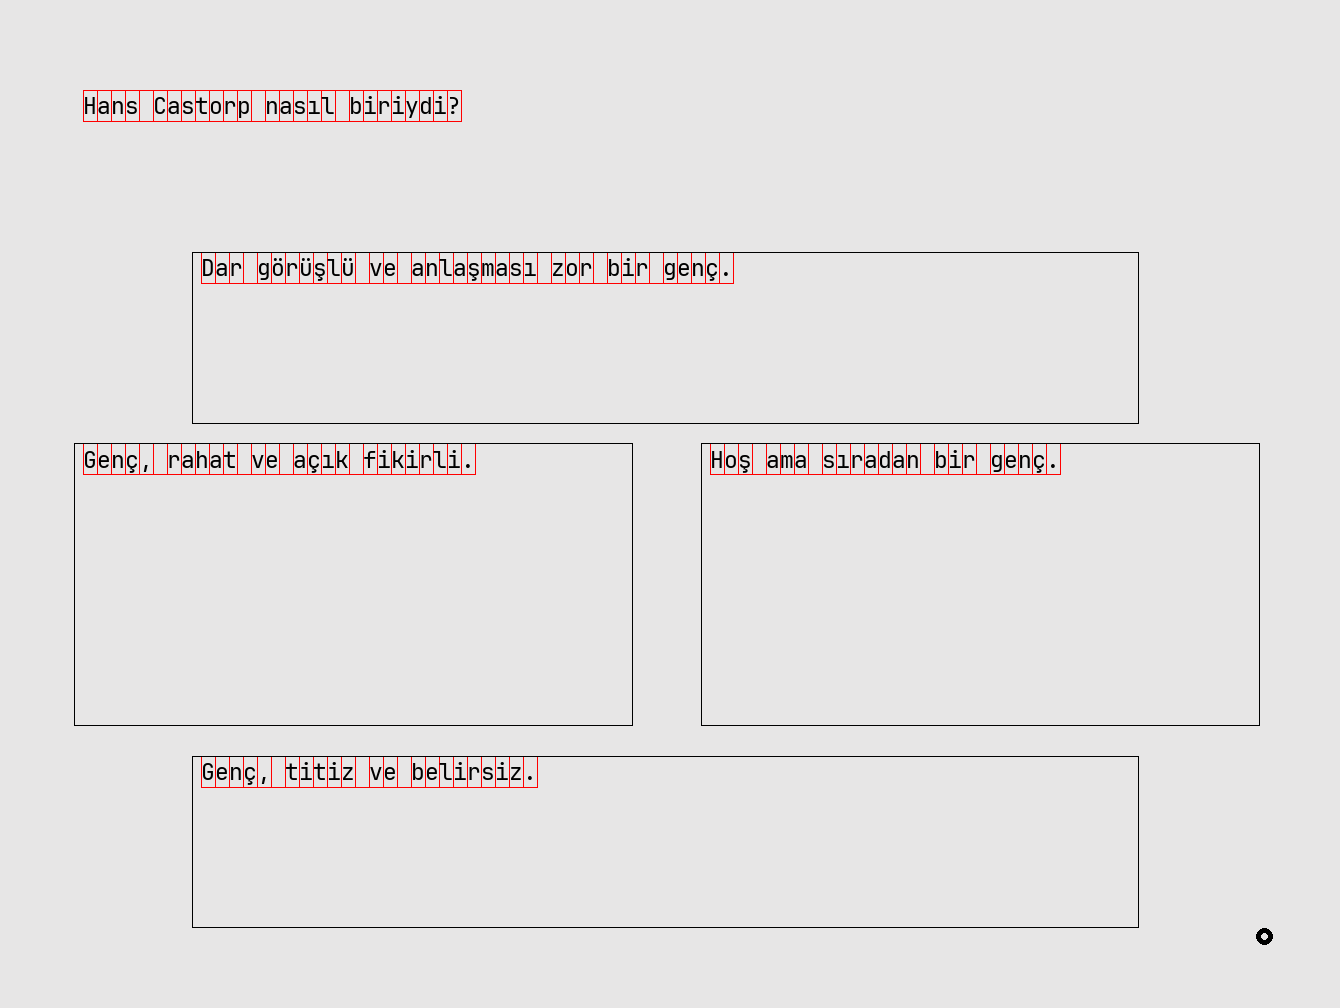 Hans Castorp nasıl biriydi?
Dar görüşlü ve anlaşması zor bir genç.
Genç, rahat ve açık fikirli.
Hoş ama sıradan bir genç.
Genç, titiz ve belirsiz.